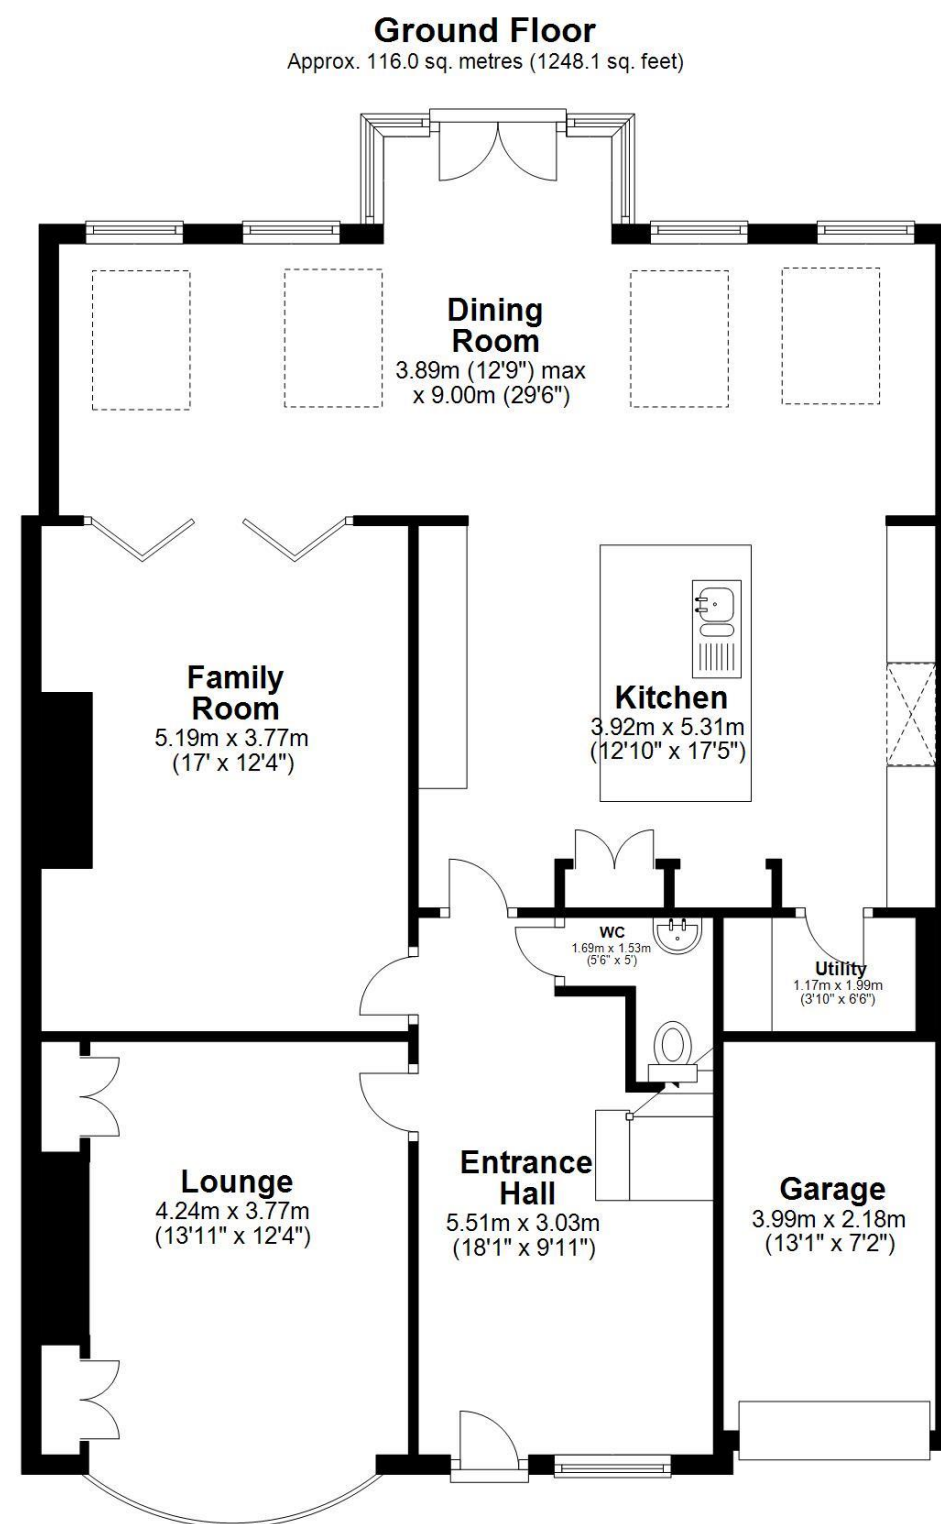 Ground Floor
Approx. 116.0 sq. metres (1248.1 sq. feet)
Dining
Room
3.89m (12'9") max
x 9.00m (29'6")
Family
Room
5.19m x 3.77m
(17' x 12'4")
Kitchen
3.92m x 5.31m
(12'10" x 17'5")
WC
1.69m x 1.53m
(5'6" x 5')
Utility
1.17m x 1.99m
(3'10" x 6'6")
Lounge
4.24m x 3.77m
(13'11" x 12'4")
Entrance
Hall
5.51m x 3.03m
(18'1" x 9'11")
Garage
3.99m x 2.18m
(13'1" x 7'2")